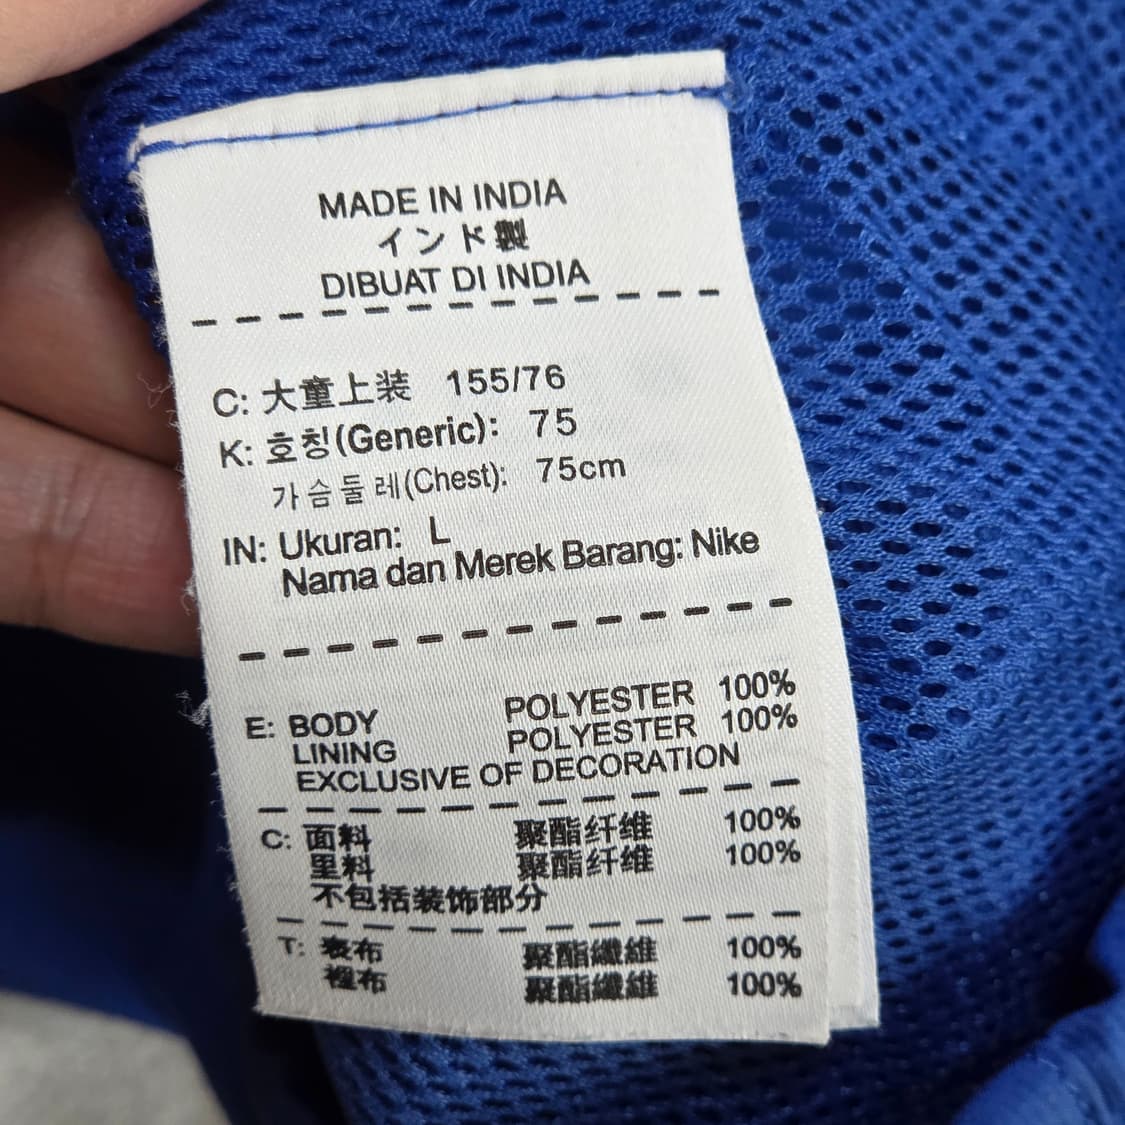 MADE IN INDIA
インド製
DIBUAT DI INDIA
C: 大童上装 155/76
K: 호칭(Generic): 75
가슴둘레(Chest): 75cm
IN: Ukuran: L
Nama dan Merek Barang: Nike
E: BODY POLYESTER 100%
LINING POLYESTER 100%
EXCLUSIVE OF DECORATION
C: 面料 聚酯纤维 100%
里料 聚酯纤维 100%
不包括装饰部分
T: 表布 聚酯纖維 100%
裡布 聚酯纖維 100%